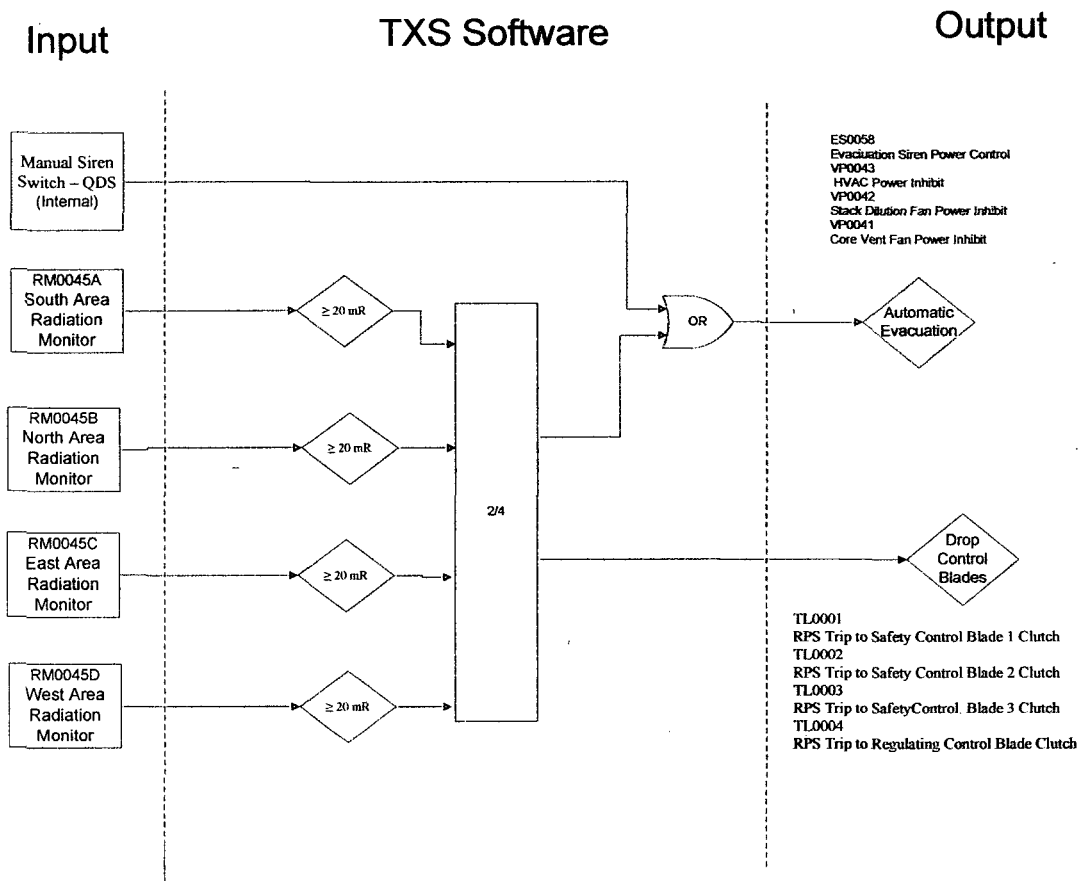 Input
TXS Software
Output
Manual Siren
Switch – QDS
(Internal)
ES0058
Evaciuation Siren Power Control
VP0043
HVAC Power Inhibit
VP0042
Stack Dilution Fan Power Inhibit
VP0041
Core Vent Fan Power Inhibit
RM0045A
South Area
Radiation
Monitor
≥ 20 mR
OR
Automatic
Evacuation
RM0045B
North Area
Radiation
Monitor
≥ 20 mR
2/4
RM0045C
East Area
Radiation
Monitor
≥ 20 mR
Drop
Control
Blades
RM0045D
West Area
Radiation
Monitor
≥ 20 mR
TL0001
RPS Trip to Safety Control Blade 1 Clutch
TL0002
RPS Trip to Safety Control Blade 2 Clutch
TL0003
RPS Trip to SafetyControl. Blade 3 Clutch
TL0004
RPS Trip to Regulating Control Blade Clutch